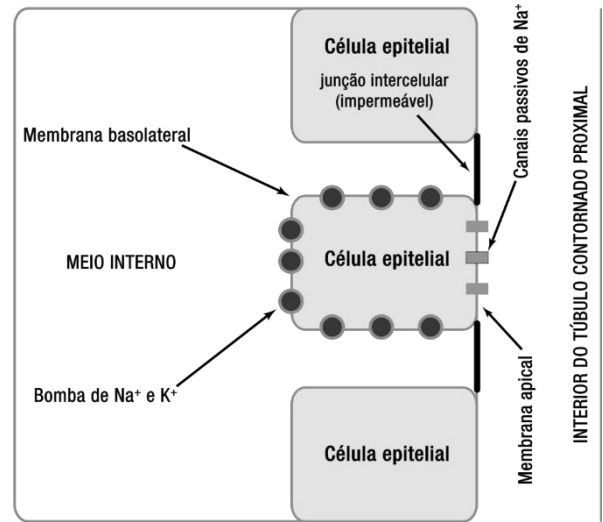 Célula epitelial
junção intercelular
(impermeável)
Membrana basolateral
Canais passivos de Na⁺
MEIO INTERNO
Célula epitelial
INTERIOR DO TÚBULO CONTORNADO PROXIMAL
Bomba de Na⁺ e K⁺
Membrana apical
Célula epitelial